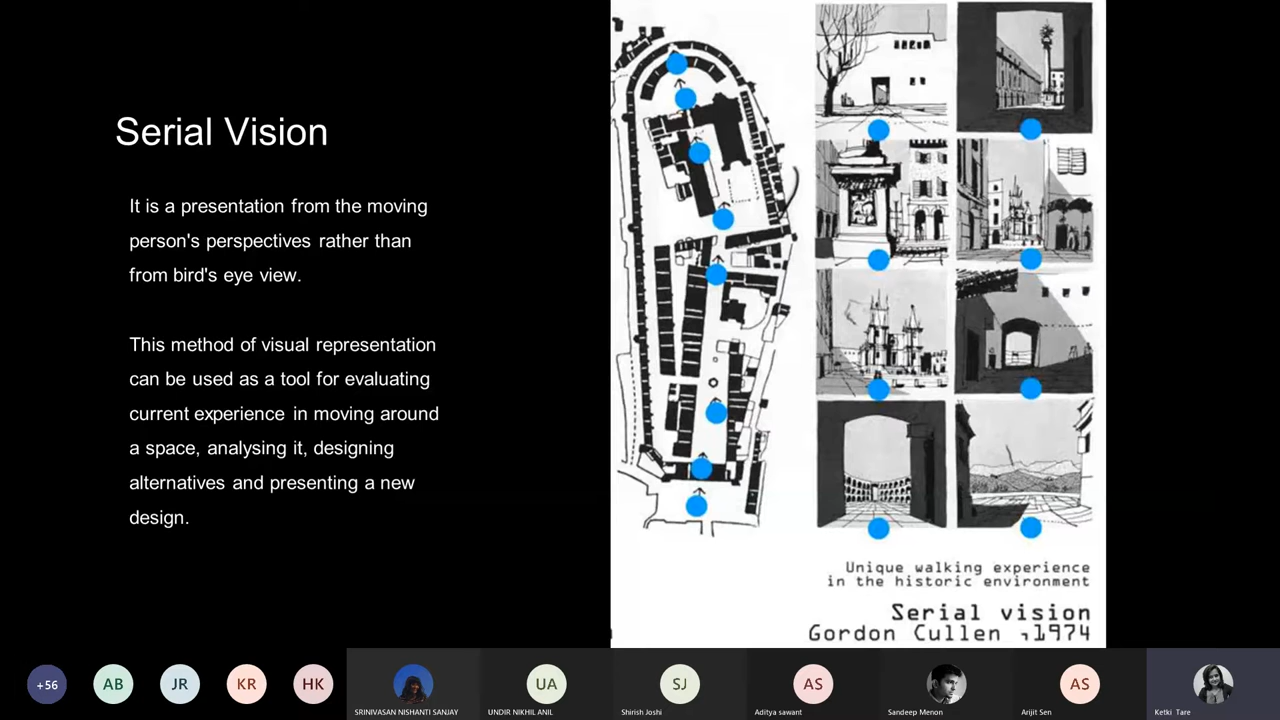 Serial Vision
It is a presentation from the moving
person's perspectives rather than
from bird's eye view.
This method of visual representation
can be used as a tool for evaluating
current experience in moving around
a space, analysing it, designing
alternatives and presenting a new
design.
Unique walking experience
in the historic environment
Serial vision
Gordon Cullen ,1974
+56
AB
JR
KR
HK
SRINIVASAN NISHANTI SANJAY
UA
UNDIR NIKHIL ANIL
SJ
Shirish Joshi
AS
Aditya sawant
Sandeep Menon
AS
Arijit Sen
Ketki Tare